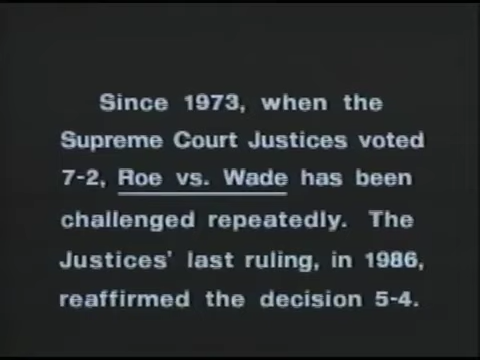 Since 1973, when the
Supreme Court Justices voted
7-2, Roe vs. Wade has been
challenged repeatedly. The
Justices' last ruling, in 1986,
reaffirmed the decision 5-4.